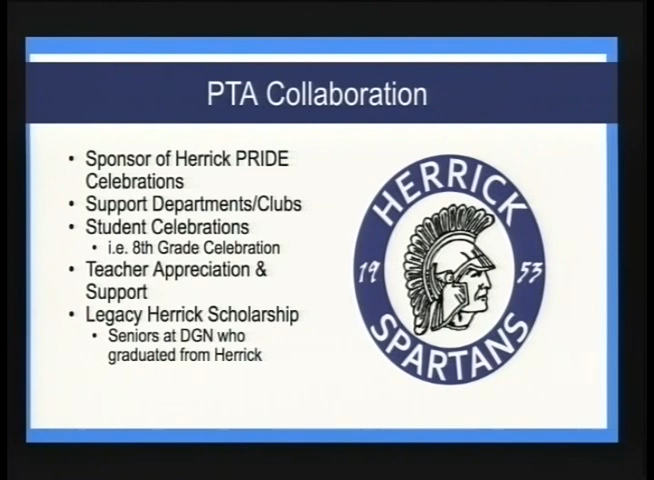 PTA Collaboration
• Sponsor of Herrick PRIDE
Celebrations
• Support Departments/Clubs
• Student Celebrations
• i.e. 8th Grade Celebration
• Teacher Appreciation &
Support
• Legacy Herrick Scholarship
• Seniors at DGN who
graduated from Herrick
HERRICK
19 53
SPARTANS